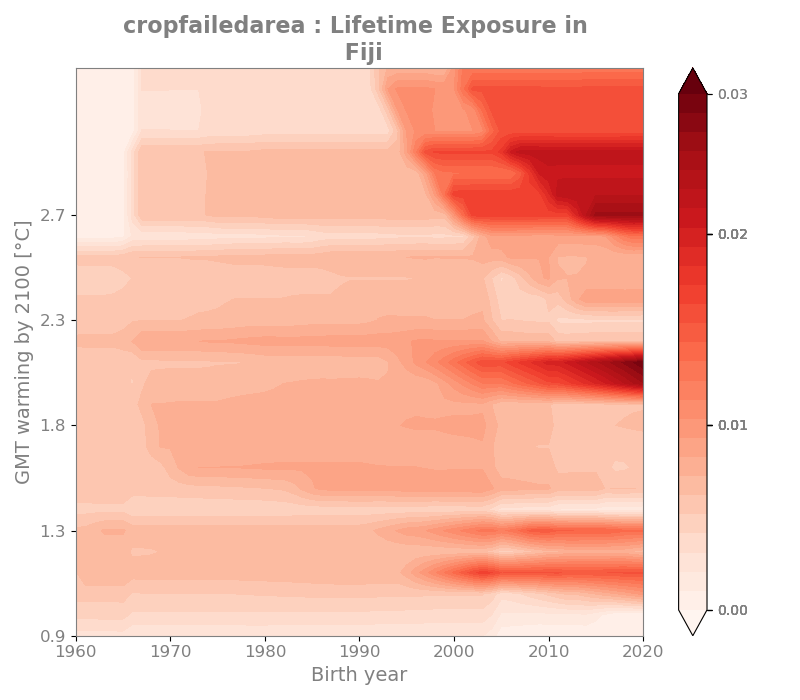 cropfailedarea : Lifetime Exposure in
Fiji
GMT warming by 2100 [°C]
2.7
2.3
1.8
1.3
0.9
1960 1970 1980 1990 2000 2010 2020
Birth year
0.03
0.02
0.01
0.00